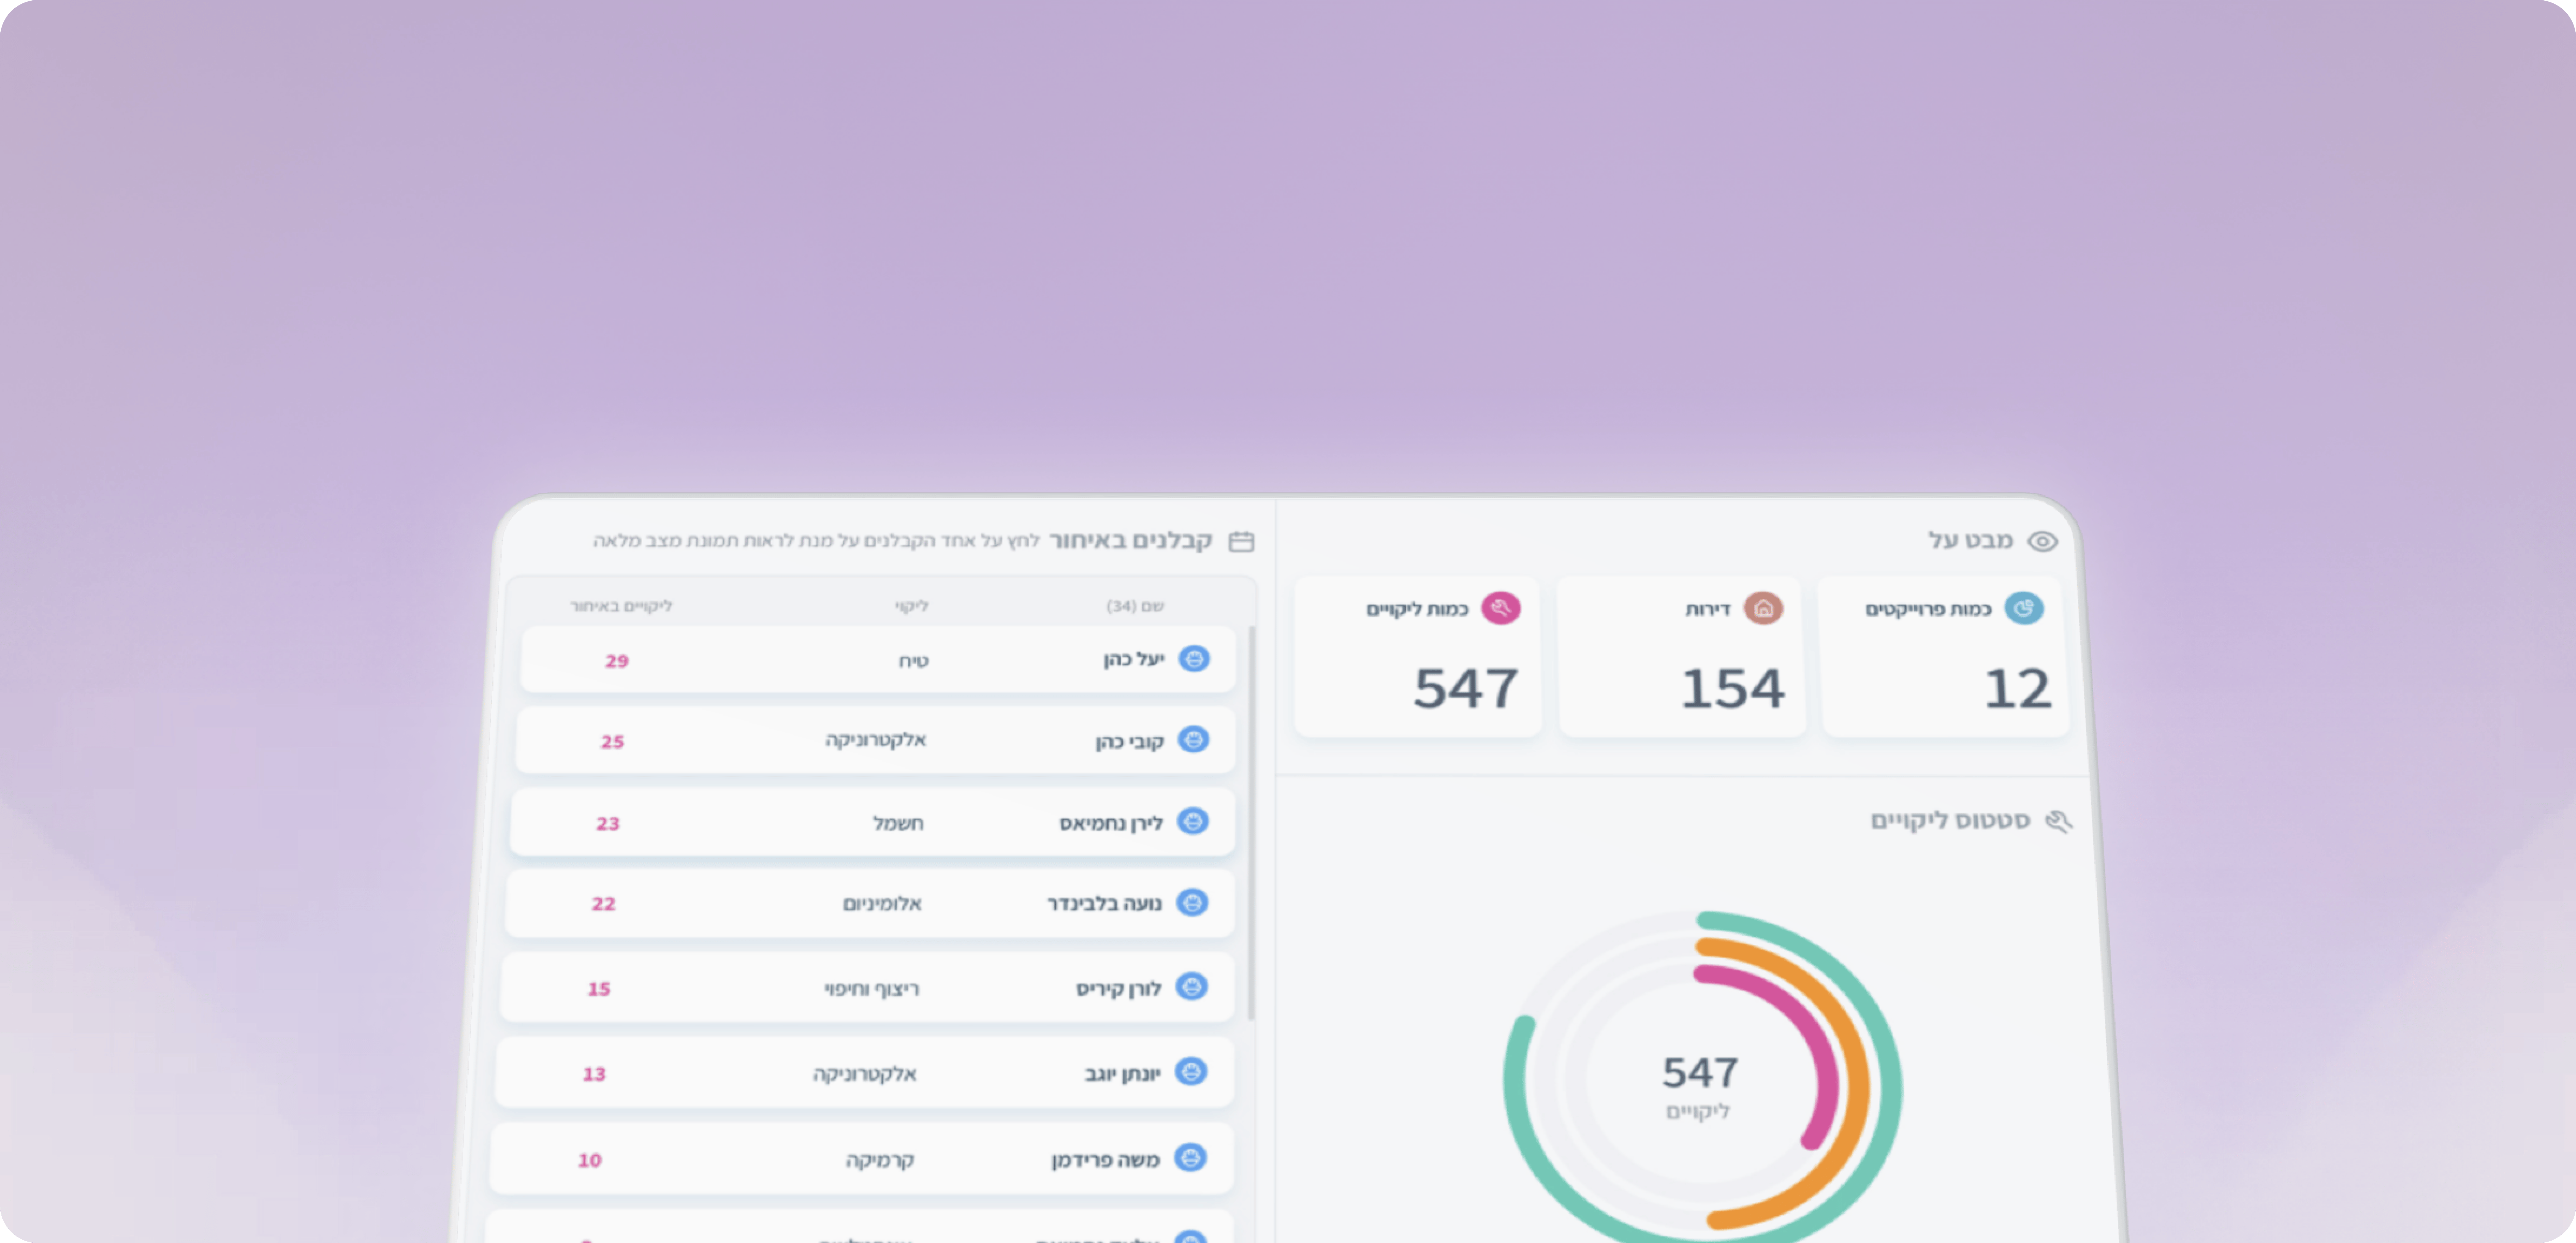 מבט על
כמות פרוייקטים
12
דירות
154
כמות ליקויים
547
סטטוס ליקויים
547
ליקויים
קבלנים באיחור לחץ על אחד הקבלנים על מנת לראות תמונת מצב מלאה
שם (34) ליקוי ליקויים באיחור
יעל כהן טיח 29
קובי כהן אלקטרוניקה 25
לירן נחמיאס חשמל 23
נועה בלבינדר אלומיניום 22
לורן קיריס ריצוף וחיפוי 15
יונתן יוגב אלקטרוניקה 13
משה פרידמן קרמיקה 10